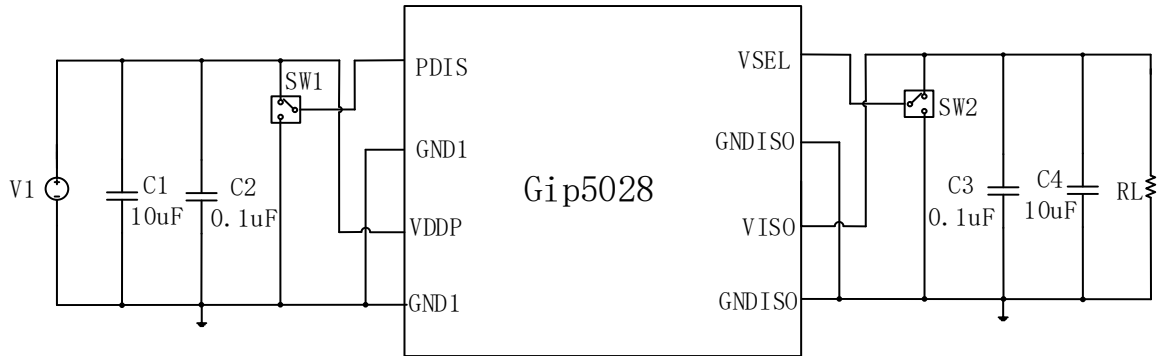 PDIS
VSEL
SW1
SW2
GND1
GNDISO
V1
C1
10uF
C2
0.1uF
Gip5028
C3
0.1uF
C4
10uF
RL
VDDP
VISO
GND1
GNDISO